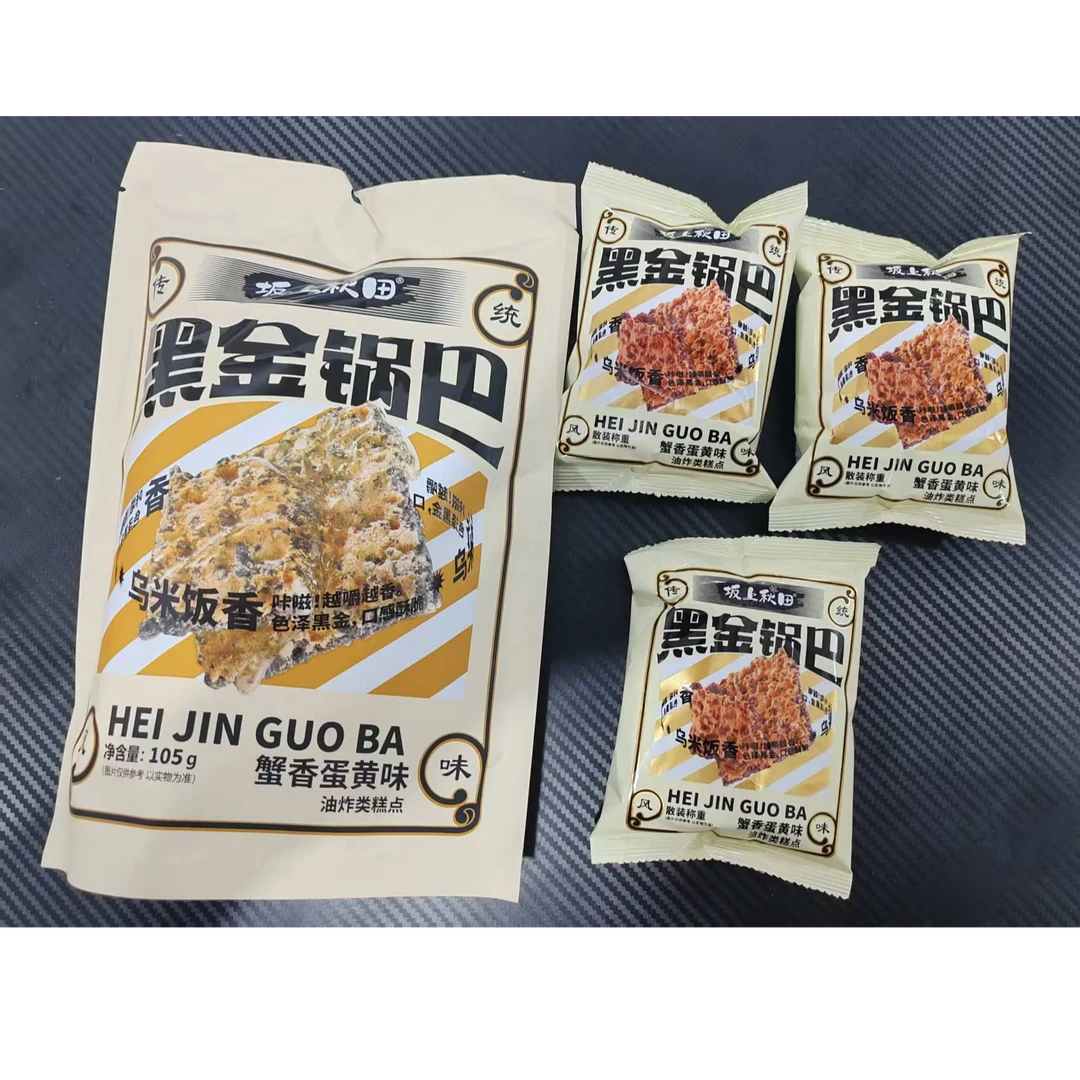 坂上秋田®
传
统
黑金锅巴
香
乌米饭香
咔嗞!越嚼越香。
色泽黑金,口感酥脆
HEI JIN GUO BA
净含量: 105 g
(图片仅供参考 以实物为准)
蟹香蛋黄味
油炸类糕点
风
味
坂上秋田
传
统
黑金锅巴
乌米饭香
HEI JIN GUO BA
散装称重
蟹香蛋黄味
油炸类糕点
风
味
坂上秋田
传
统
黑金锅巴
香
乌米饭香
HEI JIN GUO BA
散装称重
蟹香蛋黄味
油炸类糕点
风
味
坂上秋田
传
统
黑金锅巴
香
乌米饭香
HEI JIN GUO BA
散装称重
蟹香蛋黄味
油炸类糕点
风
味